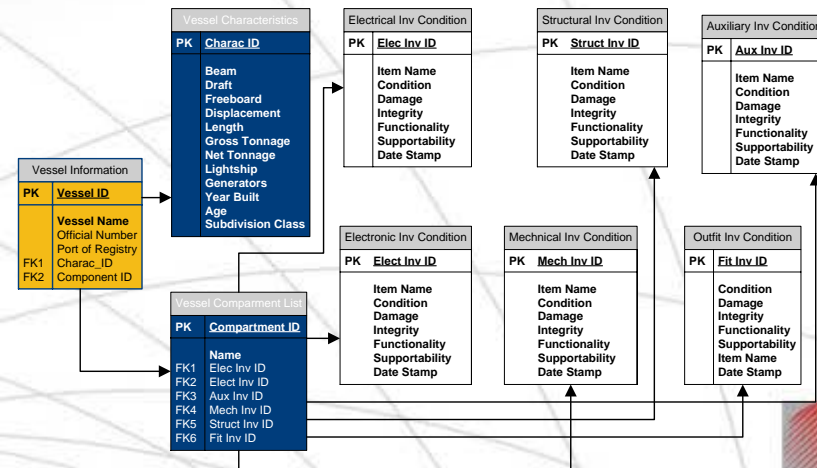 Vessel Characteristics
PK Charac ID
Beam
Draft
Freeboard
Displacement
Length
Gross Tonnage
Net Tonnage
Lightship
Generators
Year Built
Age
Subdivision Class
Electrical Inv Condition
PK Elec Inv ID
Item Name
Condition
Damage
Integrity
Functionality
Supportability
Date Stamp
Structural Inv Condition
PK Struct Inv ID
Item Name
Condition
Damage
Integrity
Functionality
Supportability
Date Stamp
Auxiliary Inv Condition
PK Aux Inv ID
Item Name
Condition
Damage
Integrity
Functionality
Supportability
Date Stamp
Vessel Information
PK Vessel ID
Vessel Name
Official Number
Port of Registry
FK1 Charac_ID
FK2 Component ID
Vessel Comparment List
PK Compartment ID
Name
FK1 Elec Inv ID
FK2 Elect Inv ID
FK3 Aux Inv ID
FK4 Mech Inv ID
FK5 Struct Inv ID
FK6 Fit Inv ID
Electronic Inv Condition
PK Elect Inv ID
Item Name
Condition
Damage
Integrity
Functionality
Supportability
Date Stamp
Mechnical Inv Condition
PK Mech Inv ID
Item Name
Condition
Damage
Integrity
Functionality
Supportability
Date Stamp
Outfit Inv Condition
PK Fit Inv ID
Condition
Damage
Integrity
Functionality
Supportability
Item Name
Date Stamp